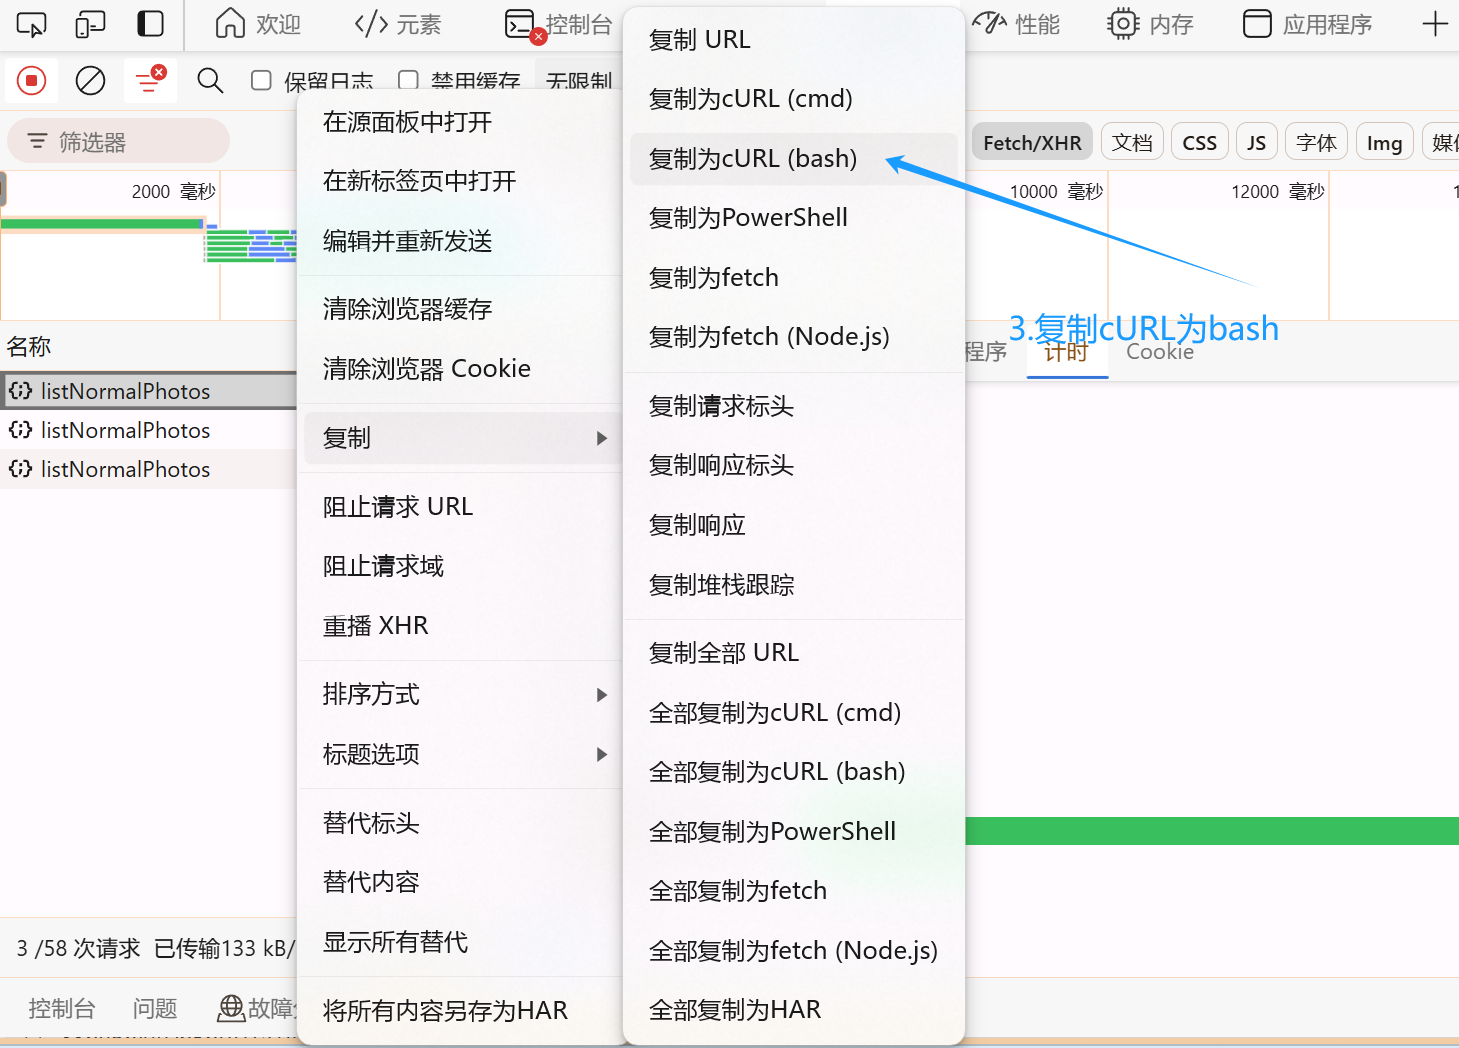 欢迎
元素
控制台
性能
内存
应用程序
保留日志
禁用缓存
无限制
筛选器
Fetch/XHR
文档
CSS
JS
字体
Img
2000 毫秒
10000 毫秒
12000 毫秒
名称
listNormalPhotos
listNormalPhotos
listNormalPhotos
3 /58 次请求 已传输133 kB/
控制台
问题
在源面板中打开
在新标签页中打开
编辑并重新发送
清除浏览器缓存
清除浏览器 Cookie
复制
阻止请求 URL
阻止请求域
重播 XHR
排序方式
标题选项
替代标头
替代内容
显示所有替代
将所有内容另存为HAR
复制 URL
复制为cURL (cmd)
复制为cURL (bash)
复制为PowerShell
复制为fetch
复制为fetch (Node.js)
复制请求标头
复制响应标头
复制响应
复制堆栈跟踪
复制全部 URL
全部复制为cURL (cmd)
全部复制为cURL (bash)
全部复制为PowerShell
全部复制为fetch
全部复制为fetch (Node.js)
全部复制为HAR
3.复制cURL为bash
程序
计时
Cookie
故障